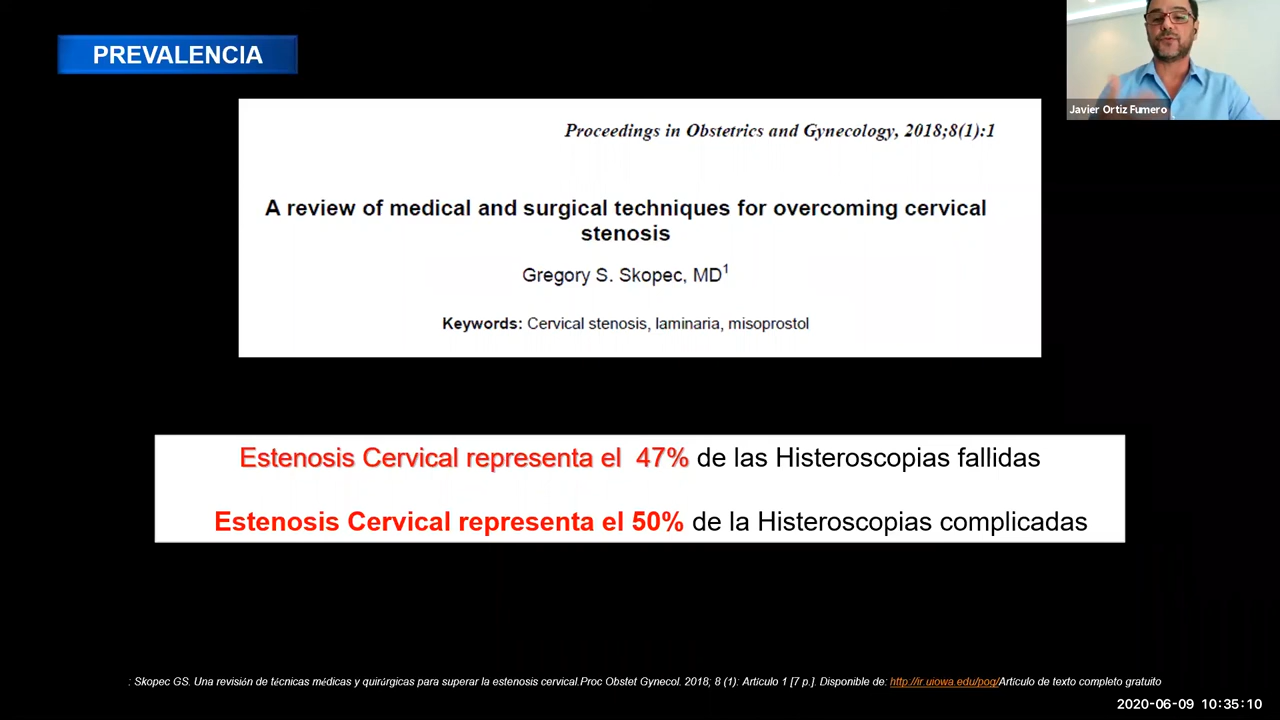 PREVALENCIA
Javier Ortiz Fumero
Proceedings in Obstetrics and Gynecology, 2018;8(1):1
A review of medical and surgical techniques for overcoming cervical
stenosis
Gregory S. Skopec, MD1
Keywords: Cervical stenosis, laminaria, misoprostol
Estenosis Cervical representa el 47% de las Histeroscopias fallidas
Estenosis Cervical representa el 50% de la Histeroscopias complicadas
: Skopec GS. Una revisión de técnicas médicas y quirúrgicas para superar la estenosis cervical.Proc Obstet Gynecol. 2018; 8 (1): Artículo 1 [7 p.]. Disponible de: http://ir.uiowa.edu/pog/Artículo de texto completo gratuito
2020-06-09 10:35:10